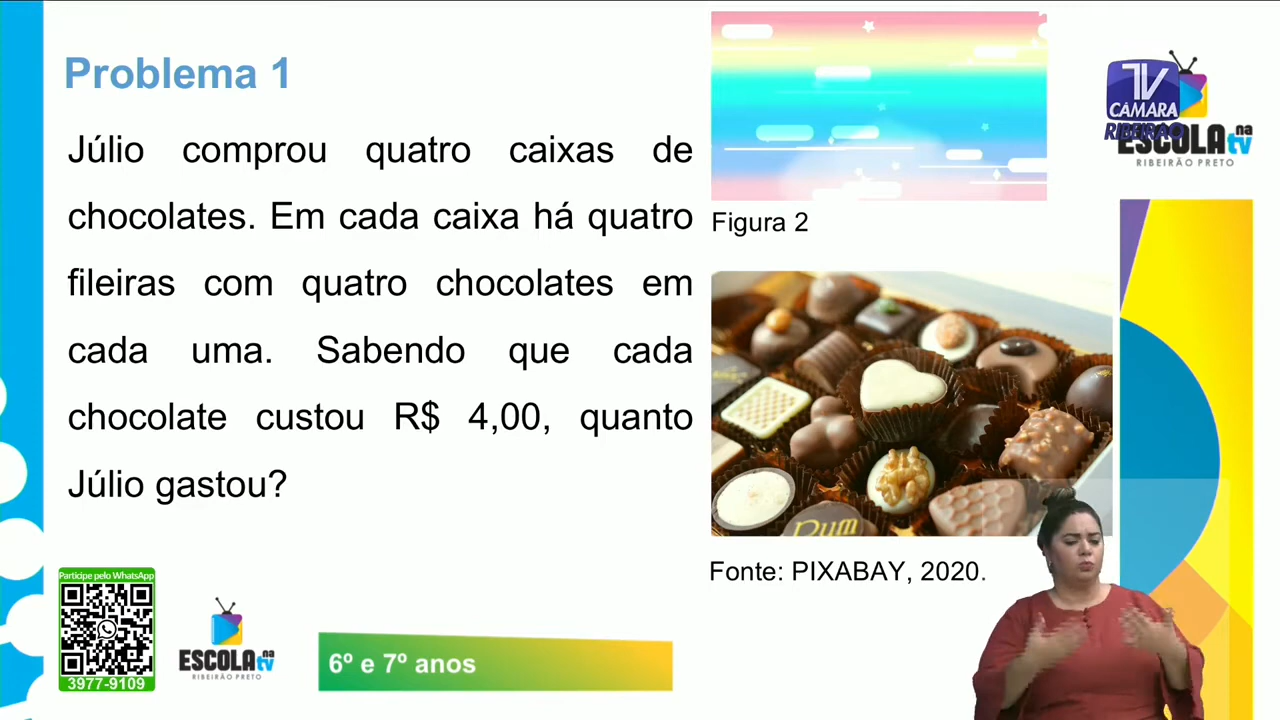 Problema 1
Júlio comprou quatro caixas de
chocolates. Em cada caixa há quatro
fileiras com quatro chocolates em
cada uma. Sabendo que cada
chocolate custou R$ 4,00, quanto
Júlio gastou?
Figura 2
Rum
Fonte: PIXABAY, 2020.
TV
CÂMARA
RIBEIRÃO
ESCOLA na tv
RIBEIRÃO PRETO
Participe pelo WhatsApp
3977-9109
ESCOLA na tv
RIBEIRÃO PRETO
6º e 7º anos